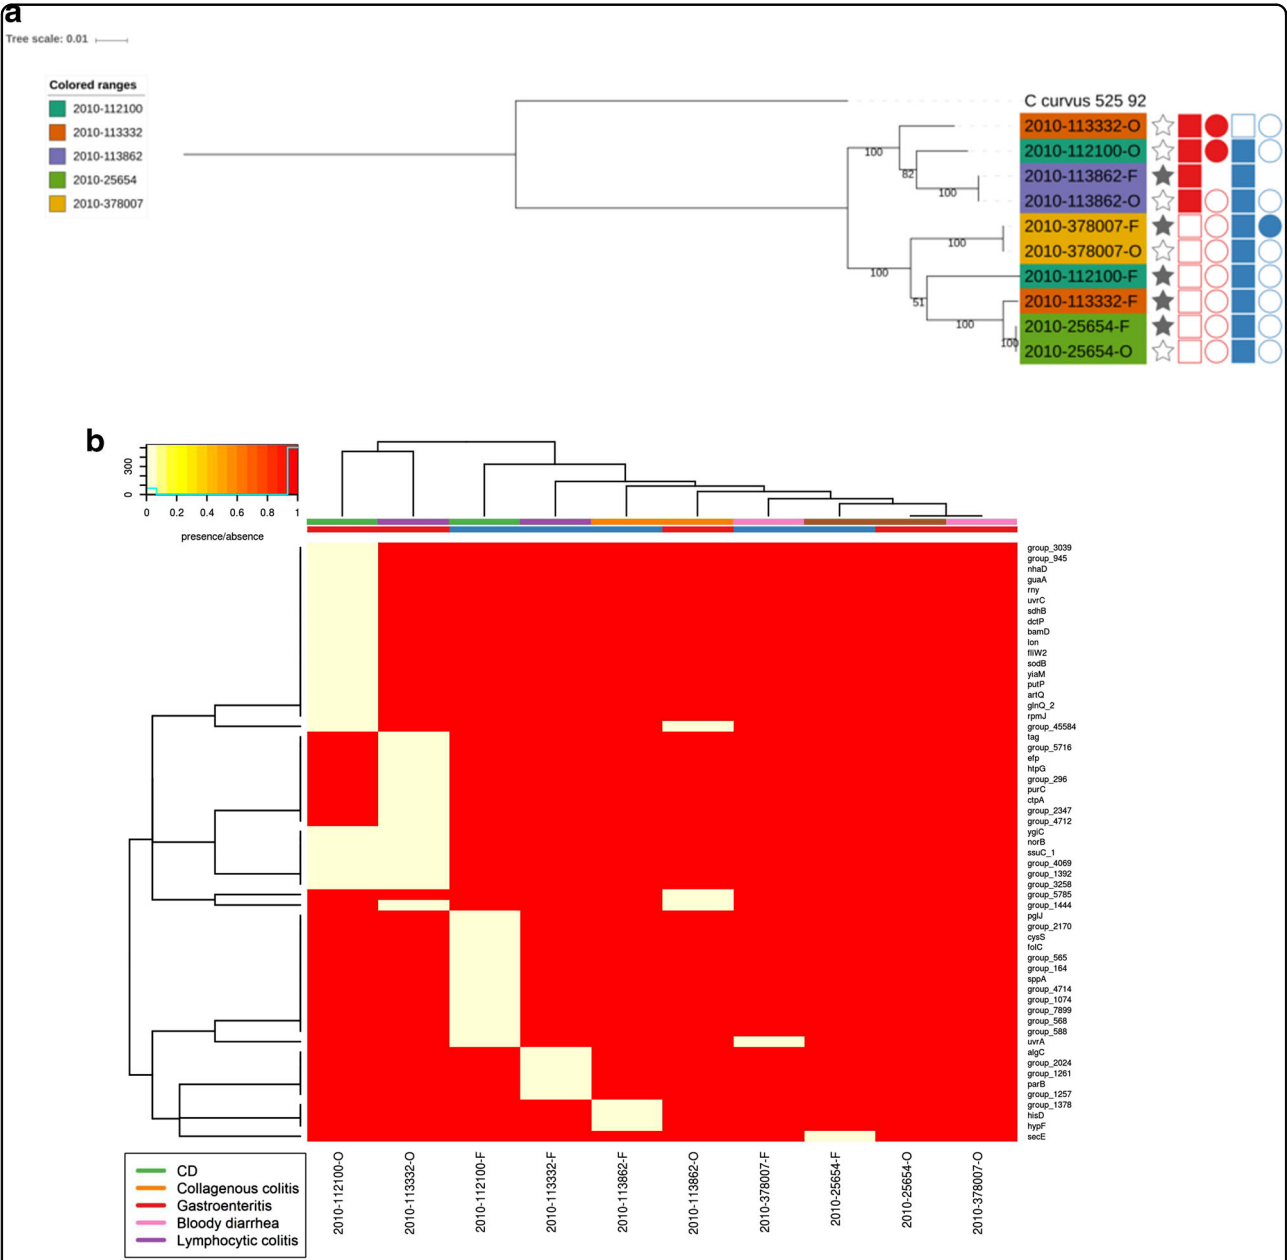 a
Tree scale: 0.01
Colored ranges
2010-112100
2010-113332
2010-113862
2010-25654
2010-378007
C curvus 525 92
2010-113332-O
2010-112100-O
2010-113862-F
2010-113862-O
2010-378007-F
2010-378007-O
2010-112100-F
2010-113332-F
2010-25654-F
2010-25654-O
100
82
100
100
100
51
100
100
b
300
0
0 0.2 0.4 0.6 0.8 1
presence/absence
group_3039
group_945
nhaD
guaA
rny
uvrC
sdhB
dctP
bamD
lon
fliW2
sodB
yiaM
putP
artQ
glnQ_2
rpmJ
group_45584
tag
group_5716
efp
htpG
group_296
purC
ctpA
group_2347
group_4712
ygiC
norB
ssuC_1
group_4069
group_1392
group_3258
group_5785
group_1444
pglJ
group_2170
cysS
folC
group_565
group_164
sppA
group_4714
group_1074
group_7899
group_568
group_588
uvrA
algC
group_2024
group_1261
parB
group_1257
group_1378
hisD
hypF
secE
2010-112100-O
2010-113332-O
2010-112100-F
2010-113332-F
2010-113862-F
2010-113862-O
2010-378007-F
2010-25654-F
2010-25654-O
2010-378007-O
CD
Collagenous colitis
Gastroenteritis
Bloody diarrhea
Lymphocytic colitis